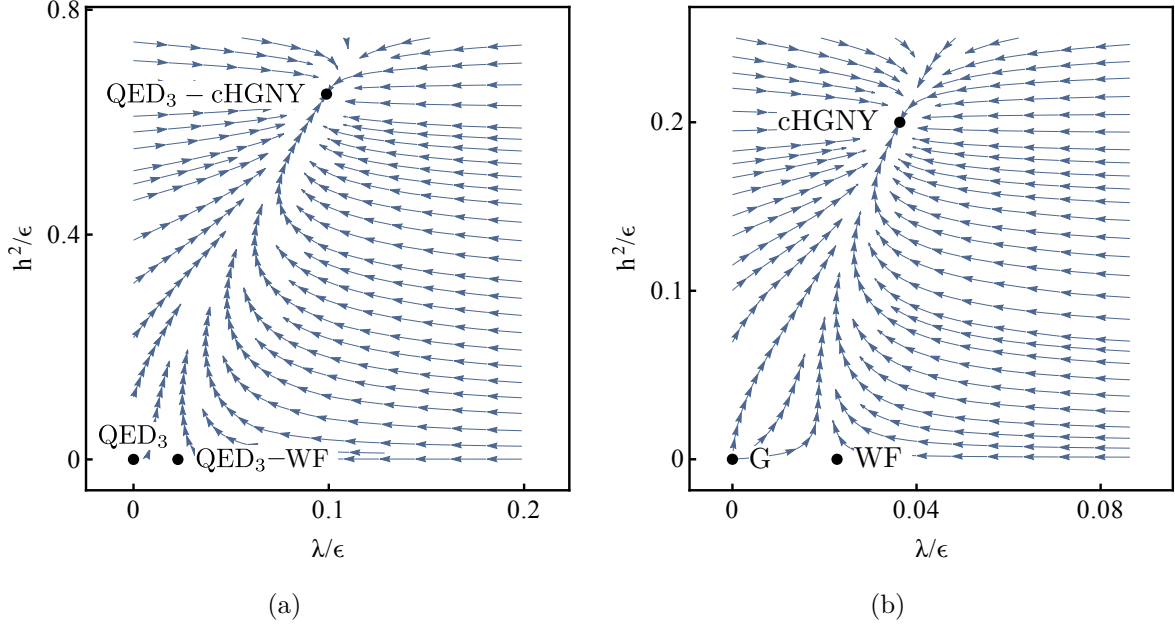 0.8
QED₃ − cHGNY
h²/ϵ
0.4
QED₃
0
QED₃−WF
0
0.1
0.2
λ/ϵ
(a)
0.2
cHGNY
h²/ϵ
0.1
0
G
WF
0
0.04
0.08
λ/ϵ
(b)